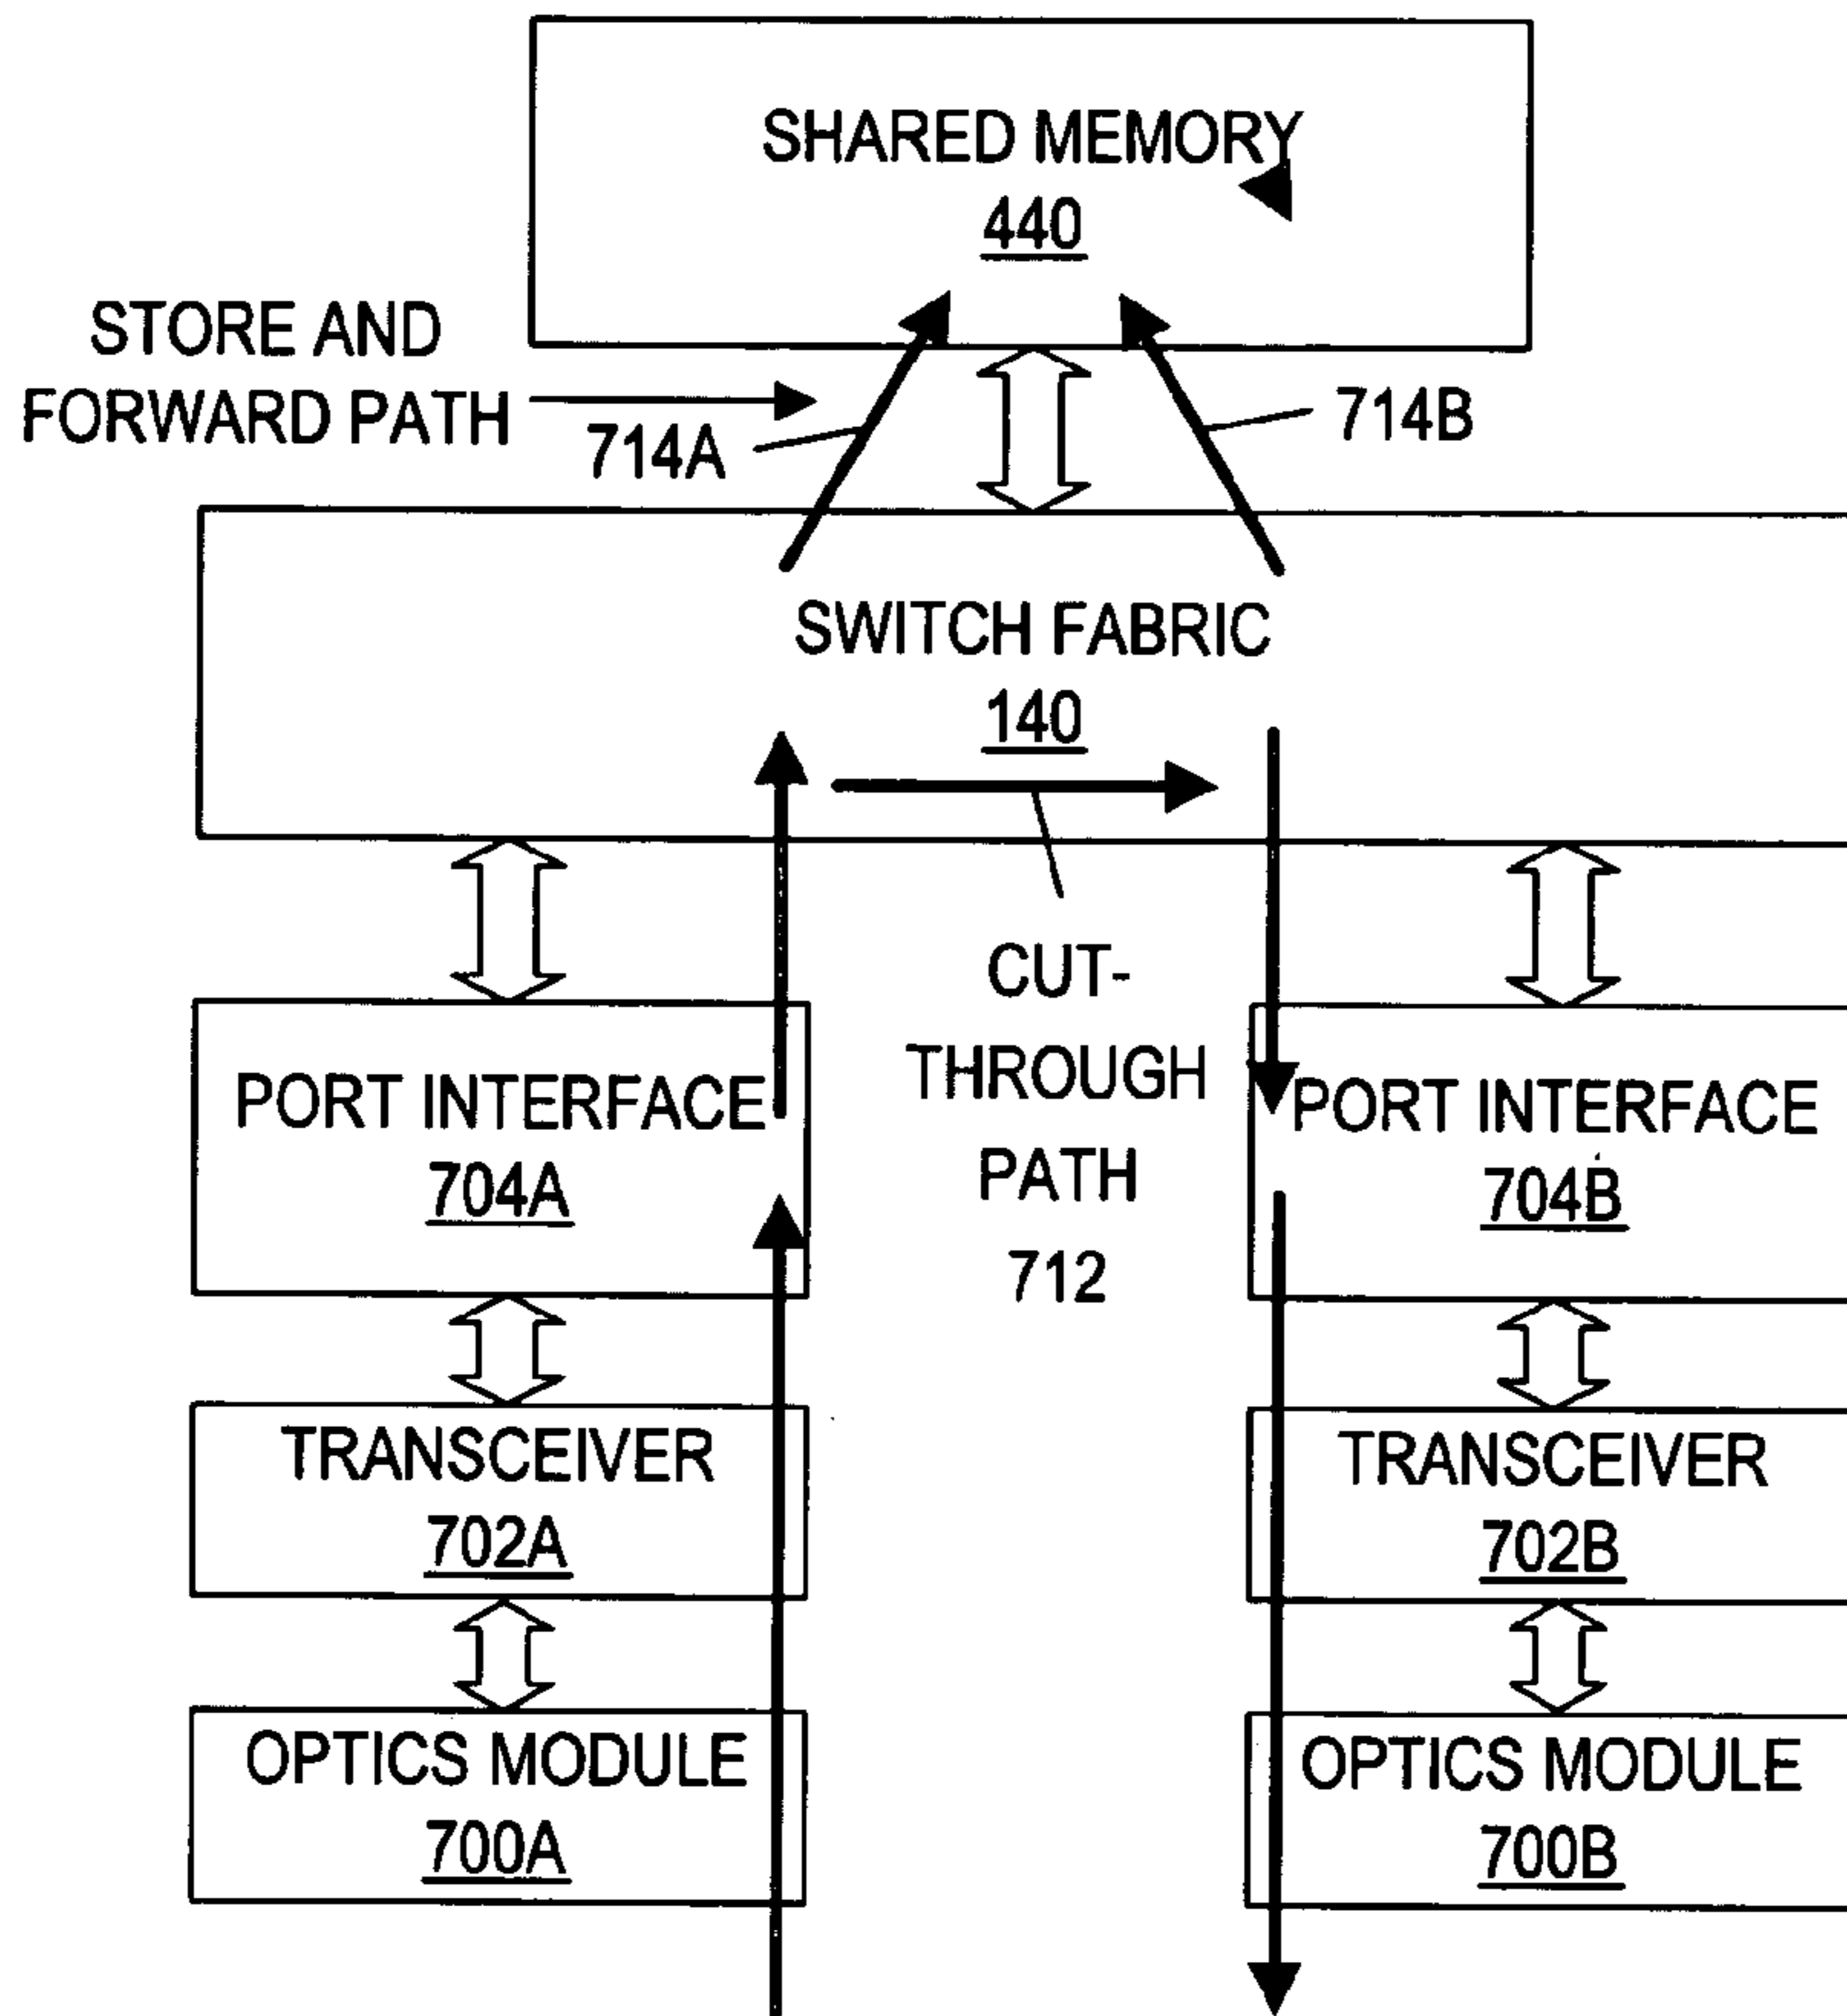 SHARED MEMORY
440
STORE AND
FORWARD PATH
714A
714B
SWITCH FABRIC
140
CUT-
THROUGH
PATH
712
PORT INTERFACE
704A
PORT INTERFACE
704B
TRANSCEIVER
702A
TRANSCEIVER
702B
OPTICS MODULE
700A
OPTICS MODULE
700B